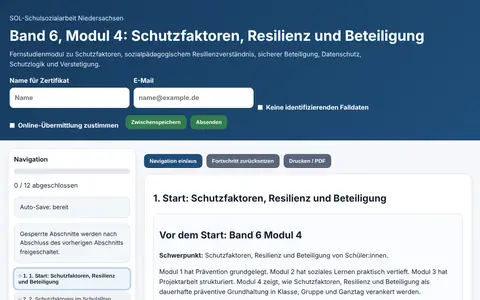 SOL-Schulsozialarbeit Niedersachsen
Band 6, Modul 4: Schutzfaktoren, Resilienz und Beteiligung
Fernstudienmodul zu Schutzfaktoren, sozialpädagogischem Resilienzverständnis, sicherer Beteiligung, Datenschutz,
Schutzlogik und Verstetigung.
Name für Zertifikat
E-Mail
Name
name@example.de
Keine identifizierenden Falldaten
Online-Übermittlung zustimmen
Zwischenspeichern
Absenden
Navigation
0 / 12 abgeschlossen
Auto-Save: bereit
Gesperrte Abschnitte werden nach
Abschluss des vorherigen Abschnitts
freigeschaltet.
1. 1. Start: Schutzfaktoren, Resilienz
und Beteiligung
Navigation ein/aus
Fortschritt zurücksetzen
Drucken / PDF
1. Start: Schutzfaktoren, Resilienz und Beteiligung
Vor dem Start: Band 6 Modul 4
Schwerpunkt: Schutzfaktoren, Resilienz und Beteiligung von Schüler:innen.
Modul 1 hat Prävention grundgelegt. Modul 2 hat soziales Lernen praktisch vertieft. Modul 3 hat
Projektarbeit strukturiert. Modul 4 zeigt, wie Schutzfaktoren, Resilienz und Beteiligung als
dauerhafte präventive Grundhaltung in Klasse, Gruppe und Ganztag verankert werden.